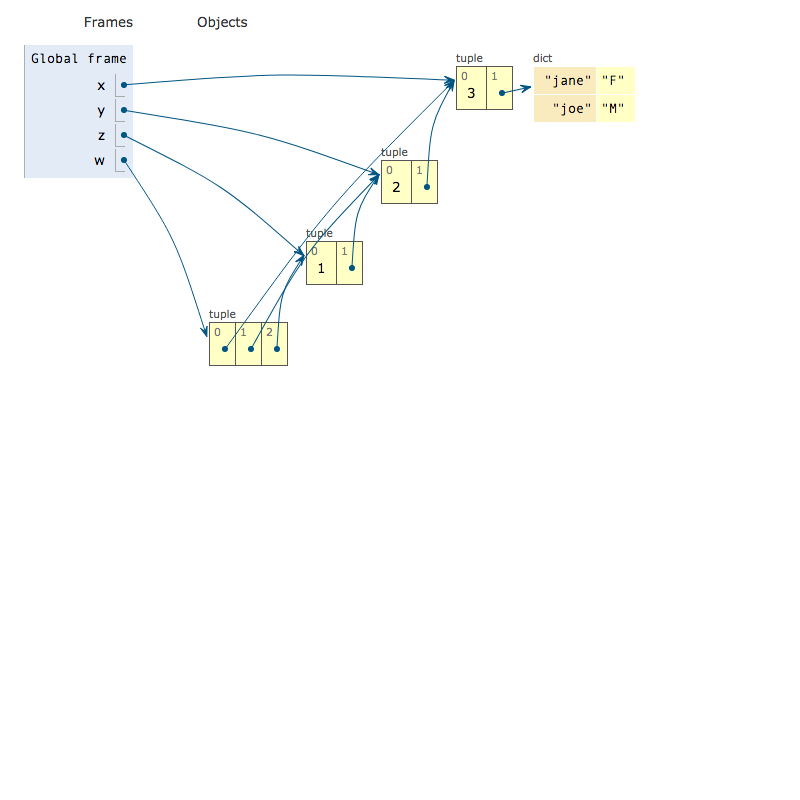 Frames Objects
Global frame
x
y
z
w
tuple
0 1
3
dict
"jane" "F"
"joe" "M"
tuple
0 1
2
tuple
0 1
1
tuple
0 1 2